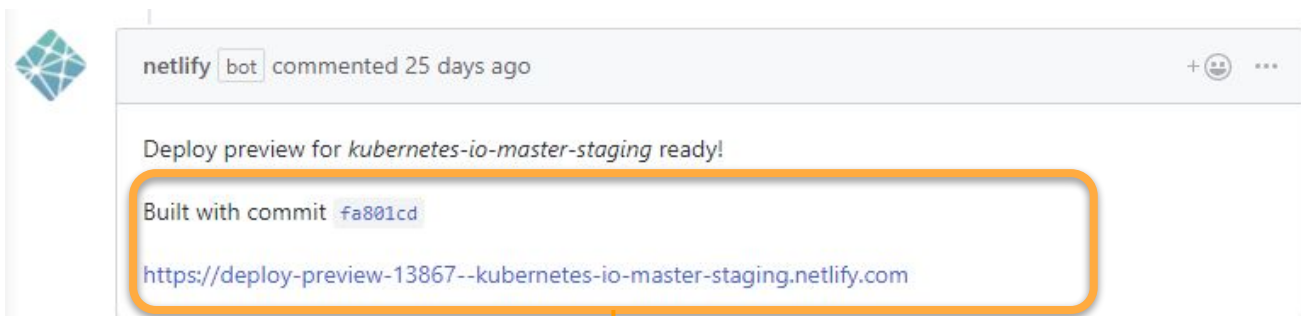 netlify bot commented 25 days ago
Deploy preview for kubernetes-io-master-staging ready!
Built with commit fa801cd
https://deploy-preview-13867--kubernetes-io-master-staging.netlify.com